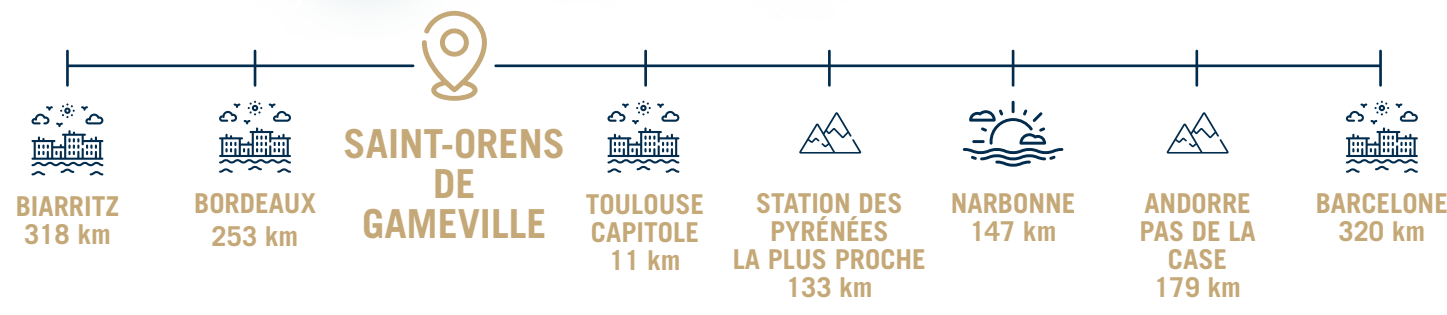 BIARRITZ
318 km
BORDEAUX
253 km
SAINT-ORENS
DE
GAMEVILLE
TOULOUSE
CAPITOLE
11 km
STATION DES
PYRÉNÉES
LA PLUS PROCHE
133 km
NARBONNE
147 km
ANDORRE
PAS DE LA
CASE
179 km
BARCELONE
320 km